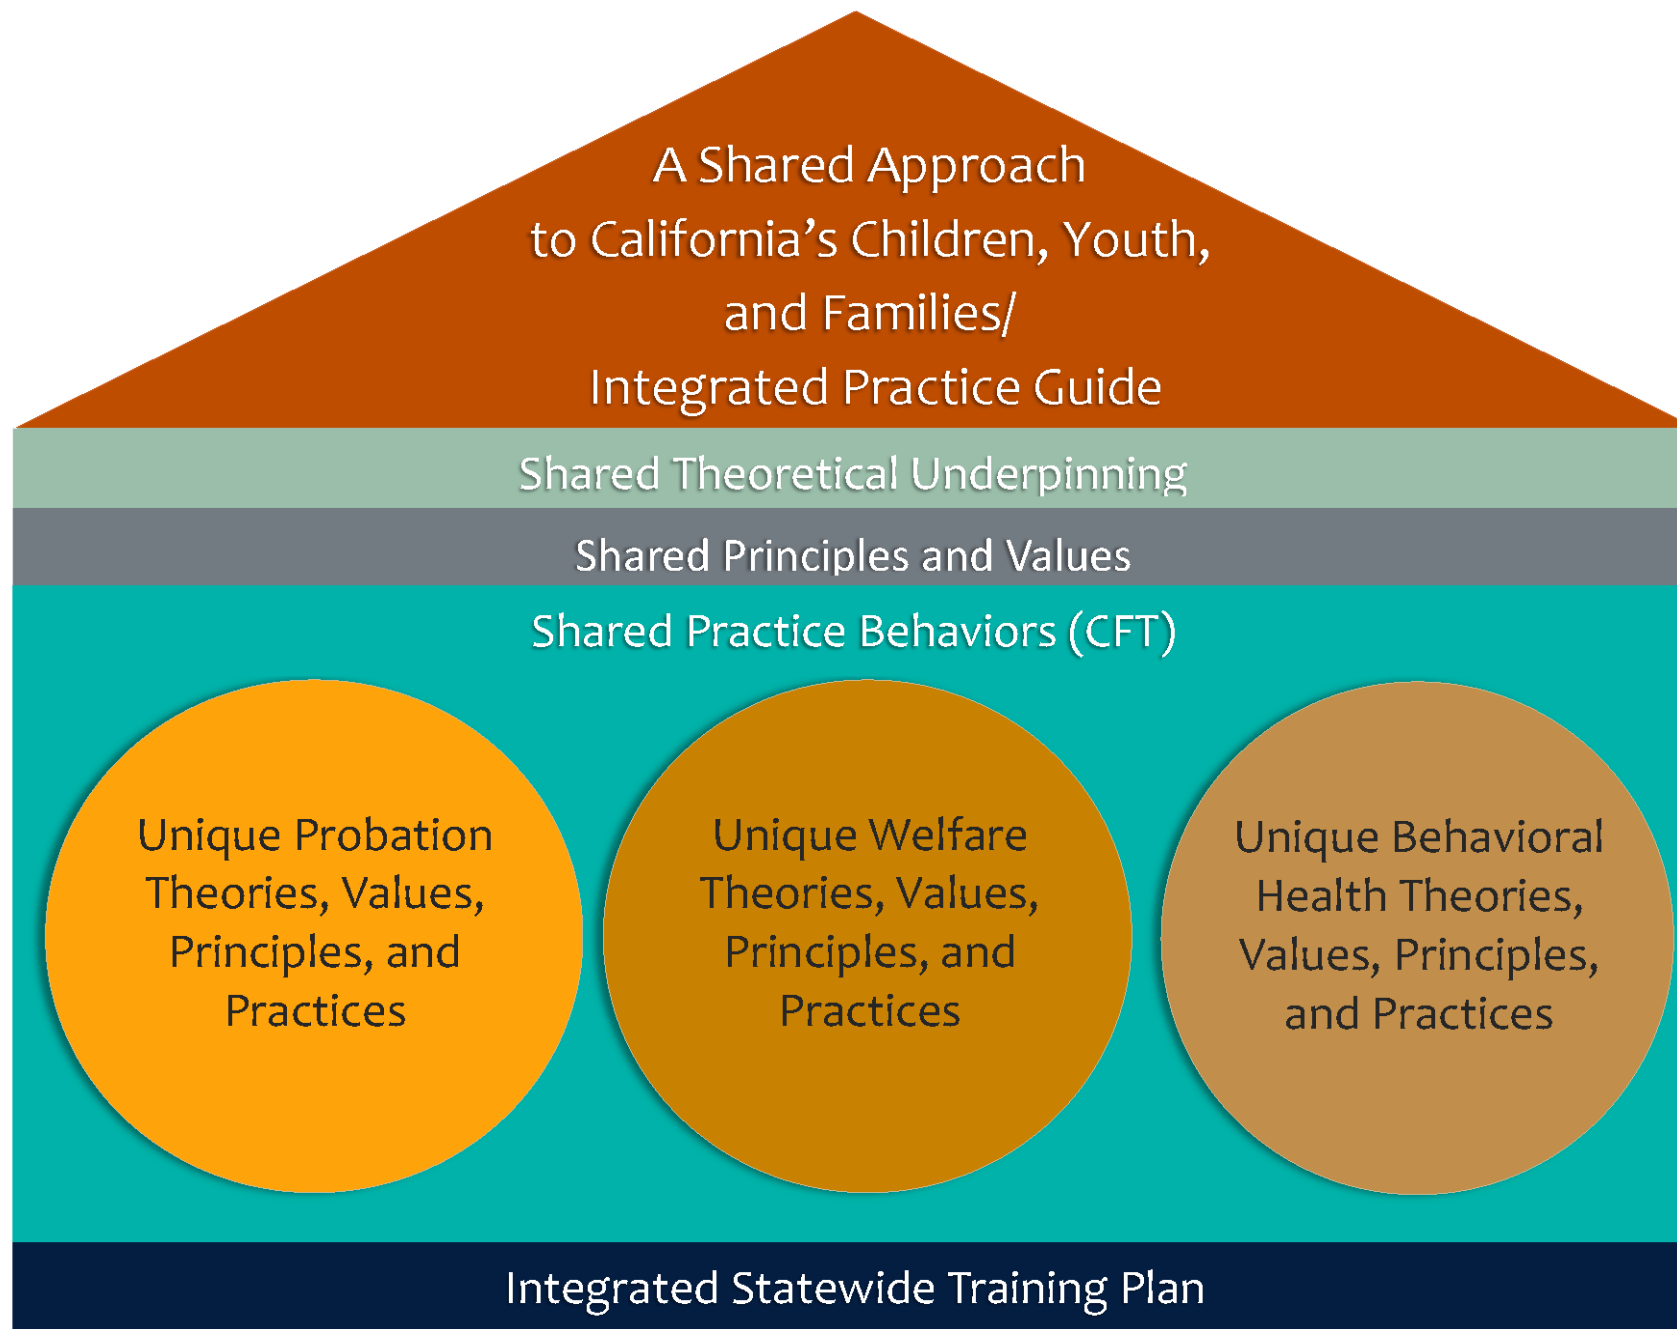 A Shared Approach
to California’s Children, Youth,
and Families/
Integrated Practice Guide
Shared Theoretical Underpinning
Shared Principles and Values
Shared Practice Behaviors (CFT)
Unique Probation
Theories, Values,
Principles, and
Practices
Unique Welfare
Theories, Values,
Principles, and
Practices
Unique Behavioral
Health Theories,
Values, Principles,
and Practices
Integrated Statewide Training Plan